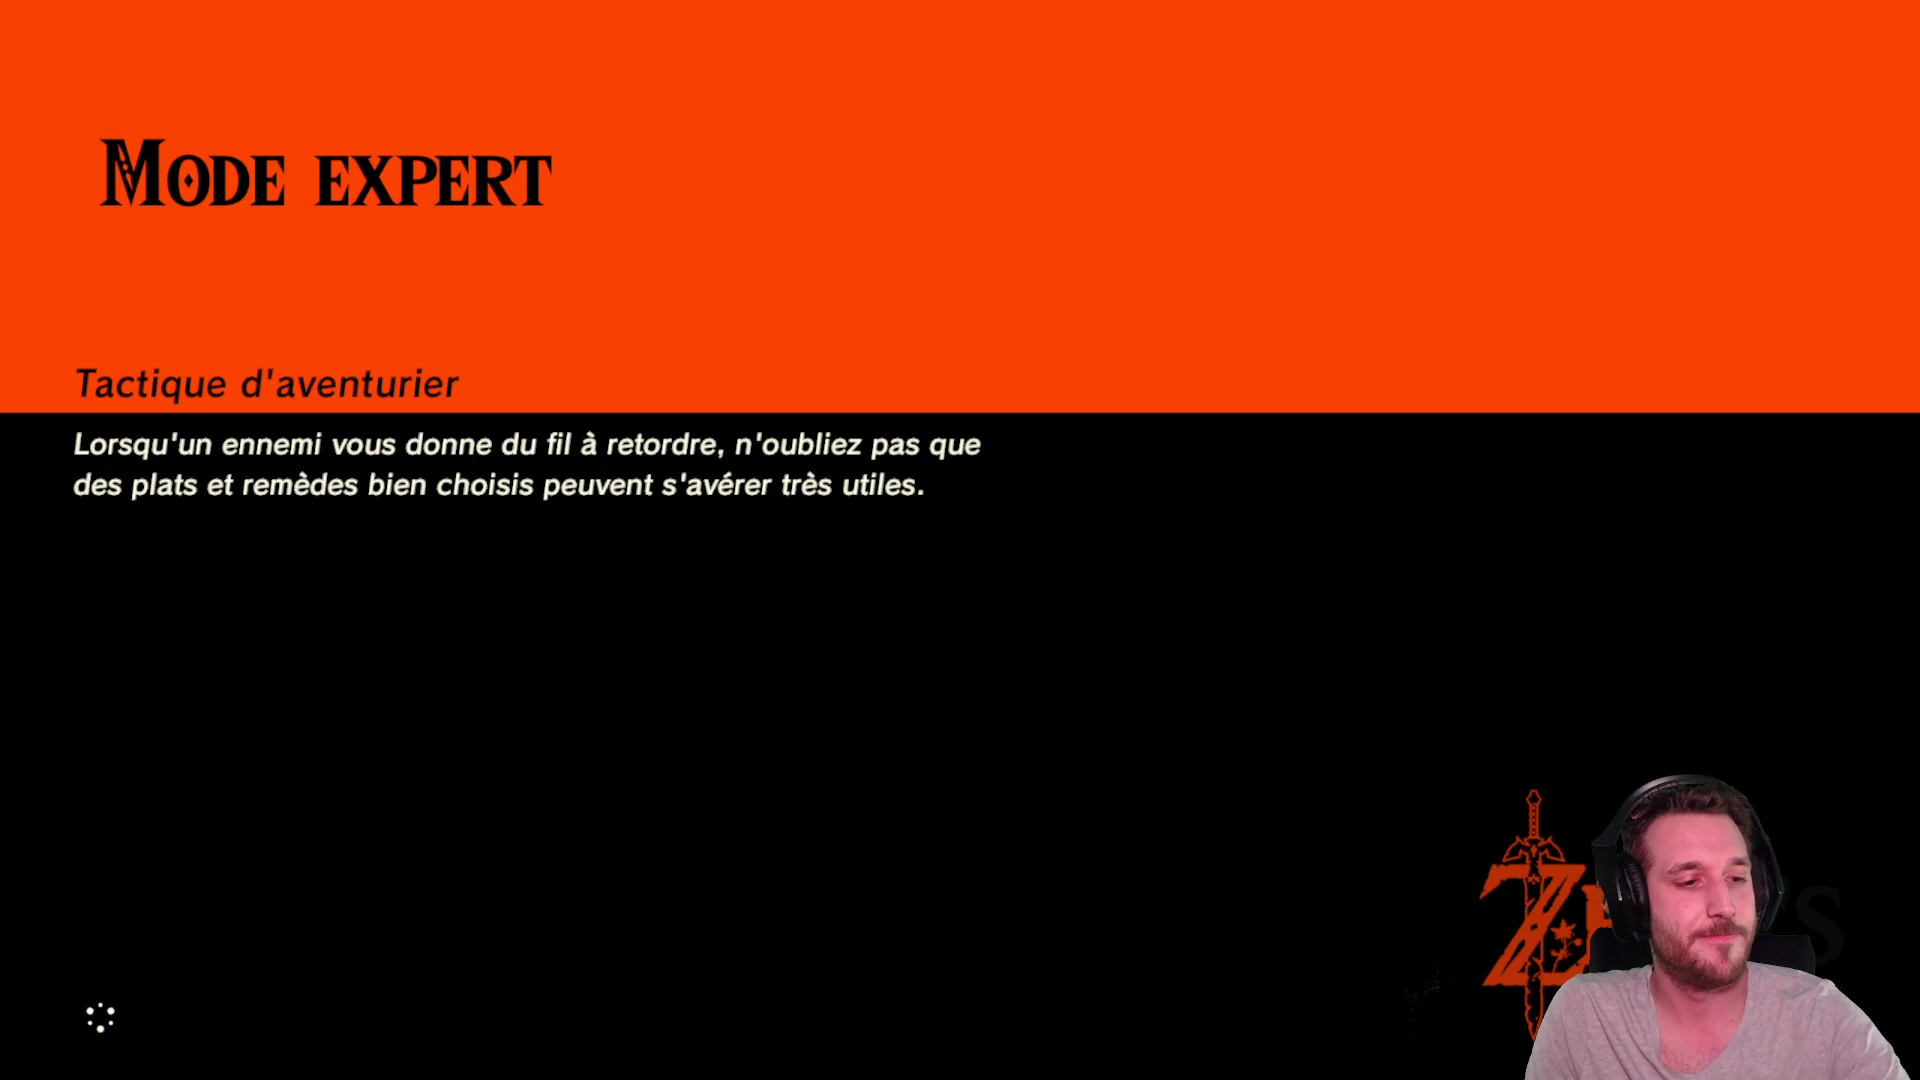 Mode expert
Tactique d'aventurier
Lorsqu'un ennemi vous donne du fil à retordre, n'oubliez pas que
des plats et remèdes bien choisis peuvent s'avérer très utiles.